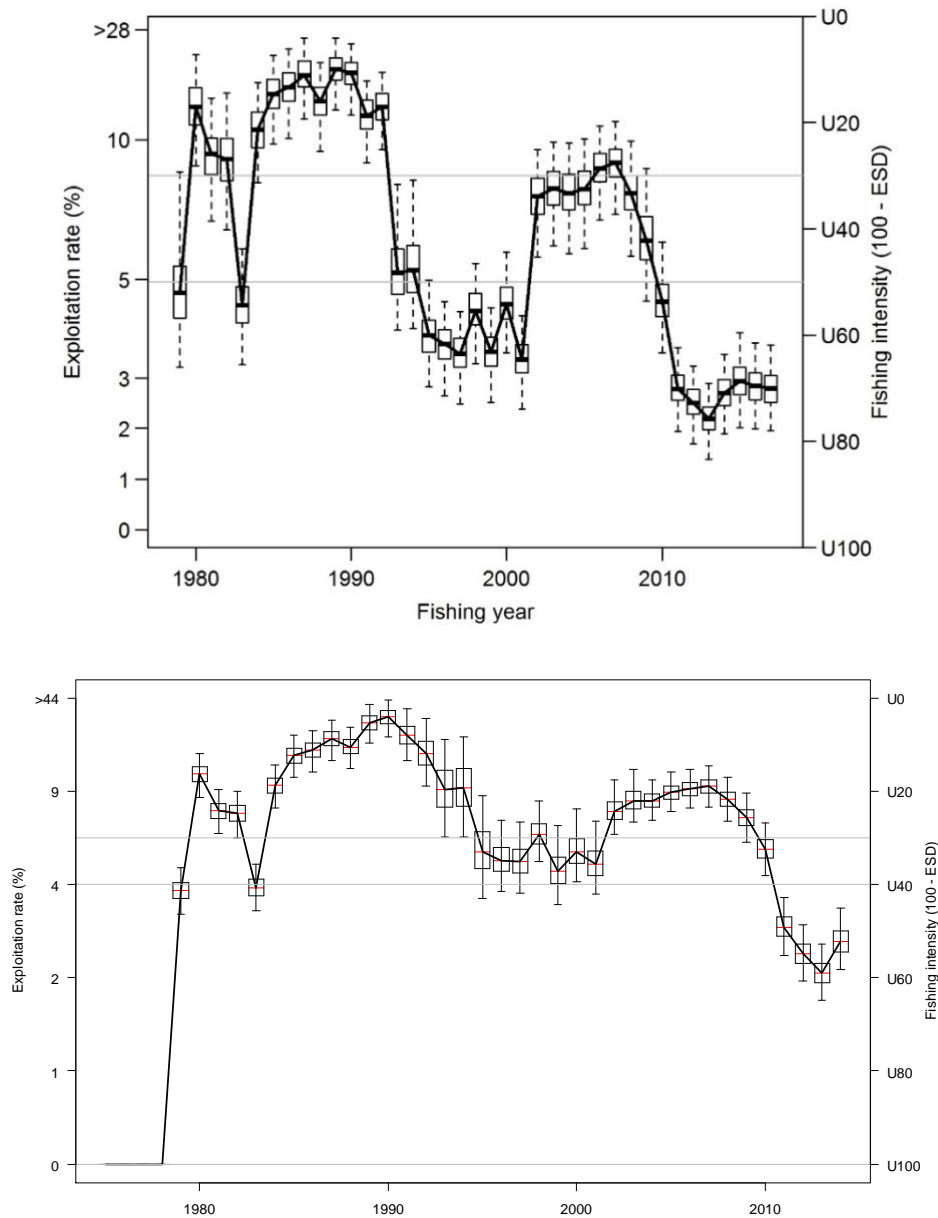 >28
10
5
3
2
1
0
Exploitation rate (%)
U0
U20
U40
U60
U80
U100
Fishing intensity (100 - ESD)
1980
1990
2000
2010
Fishing year
>44
9
4
2
1
0
Exploitation rate (%)
U0
U20
U40
U60
U80
U100
Fishing intensity (100 - ESD)
1980
1990
2000
2010